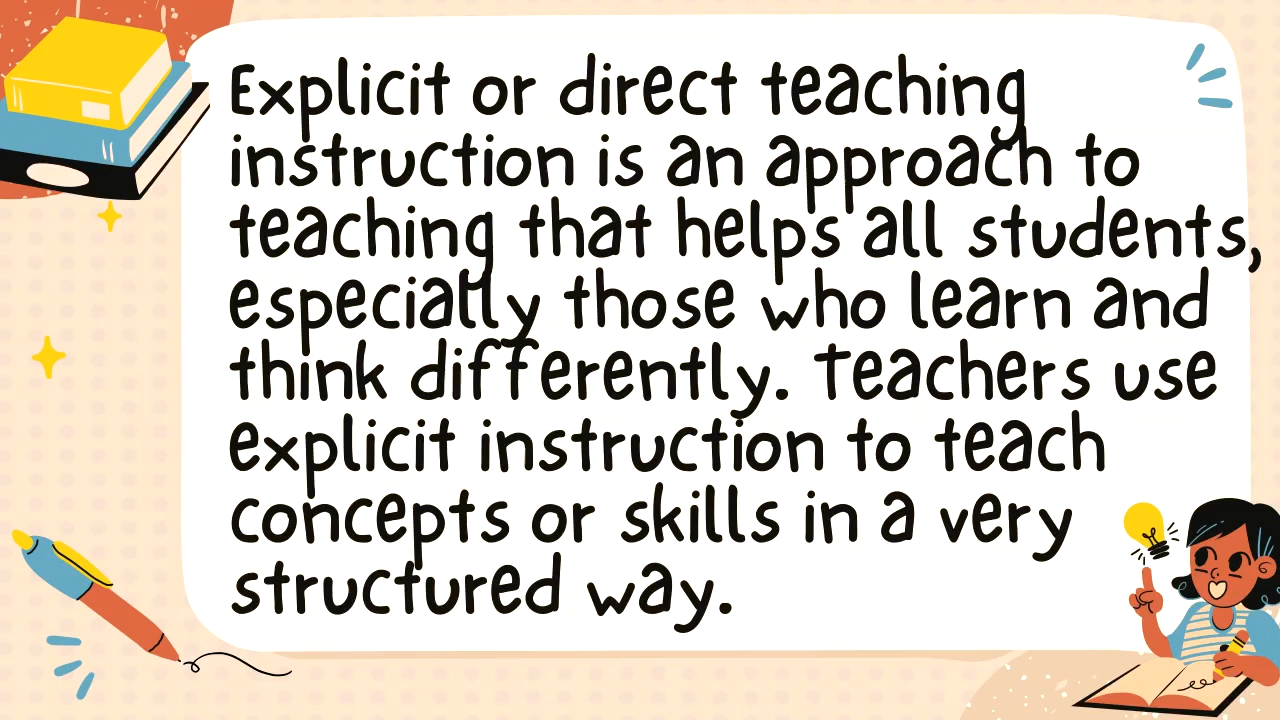 Explicit or direct teaching
instruction is an approach to
teaching that helps all students,
especially those who learn and
think differently. Teachers use
explicit instruction to teach
concepts or skills in a very
structured way.